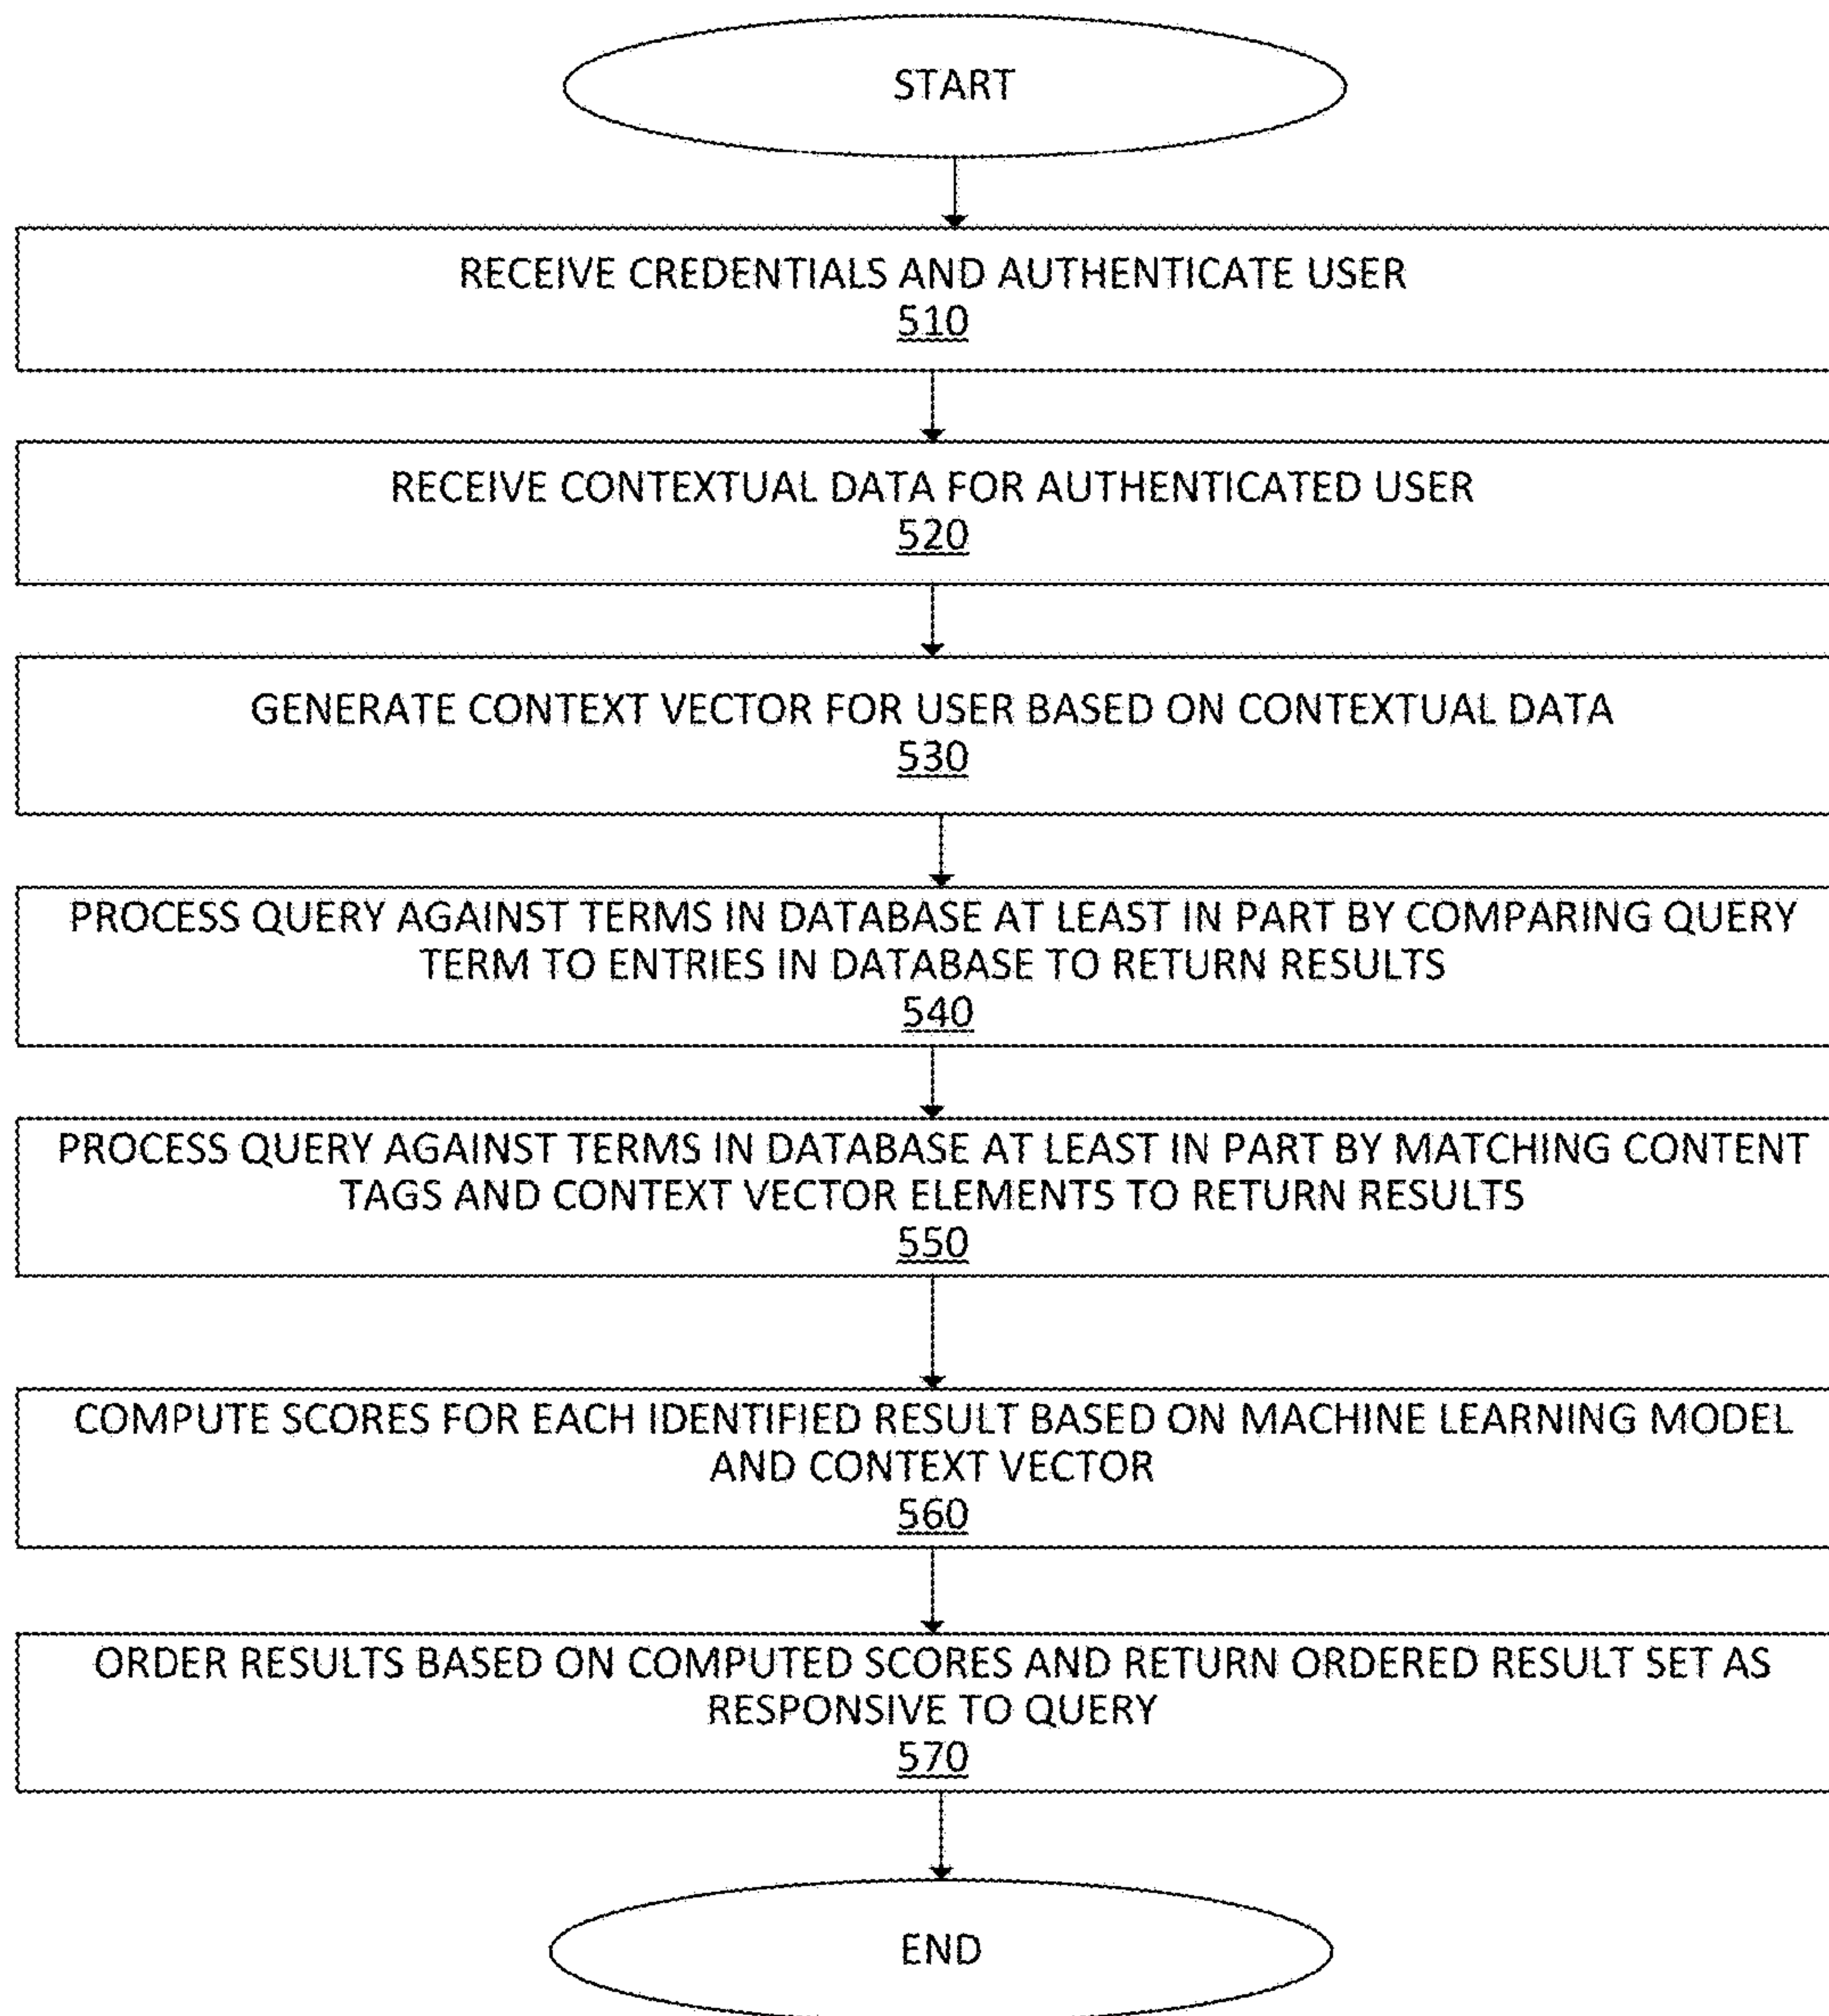 START
RECEIVE CREDENTIALS AND AUTHENTICATE USER
510
RECEIVE CONTEXTUAL DATA FOR AUTHENTICATED USER
520
GENERATE CONTEXT VECTOR FOR USER BASED ON CONTEXTUAL DATA
530
PROCESS QUERY AGAINST TERMS IN DATABASE AT LEAST IN PART BY COMPARING QUERY
TERM TO ENTRIES IN DATABASE TO RETURN RESULTS
540
PROCESS QUERY AGAINST TERMS IN DATABASE AT LEAST IN PART BY MATCHING CONTENT
TAGS AND CONTEXT VECTOR ELEMENTS TO RETURN RESULTS
550
COMPUTE SCORES FOR EACH IDENTIFIED RESULT BASED ON MACHINE LEARNING MODEL
AND CONTEXT VECTOR
560
ORDER RESULTS BASED ON COMPUTED SCORES AND RETURN ORDERED RESULT SET AS
RESPONSIVE TO QUERY
570
END